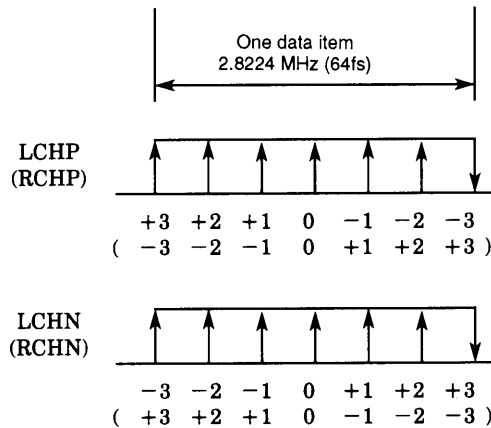 One data item
2.8224 MHz (64fs)
LCHP
(RCHP)
+3 +2 +1 0 −1 −2 −3
( −3 −2 −1 0 +1 +2 +3 )
LCHN
(RCHN)
−3 −2 −1 0 +1 +2 +3
( +3 +2 +1 0 −1 −2 −3 )